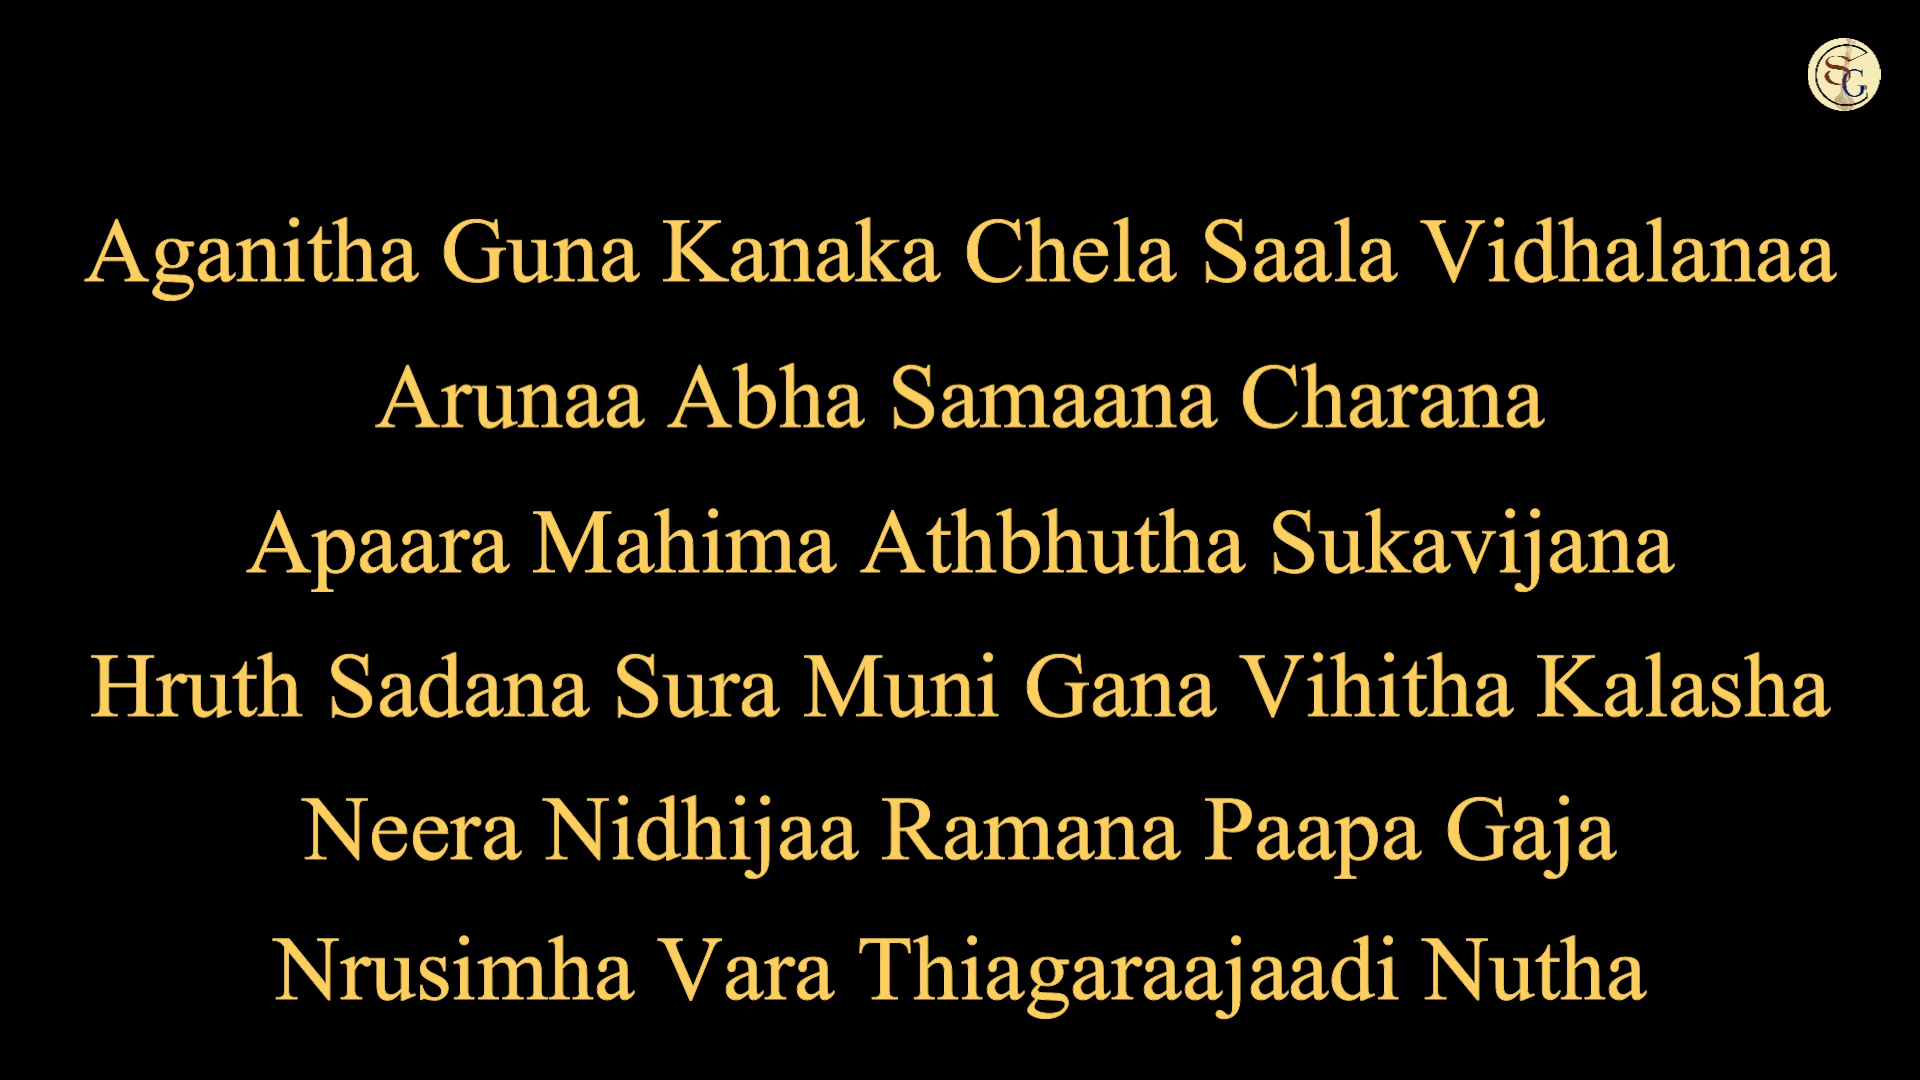 SG
Aganitha Guna Kanaka Chela Saala Vidhalanaa
Arunaa Abha Samaana Charana
Apaara Mahima Athbhutha Sukavijana
Hruth Sadana Sura Muni Gana Vihitha Kalasha
Neera Nidhijaa Ramana Paapa Gaja
Nrusimha Vara Thiagaraajaadi Nutha